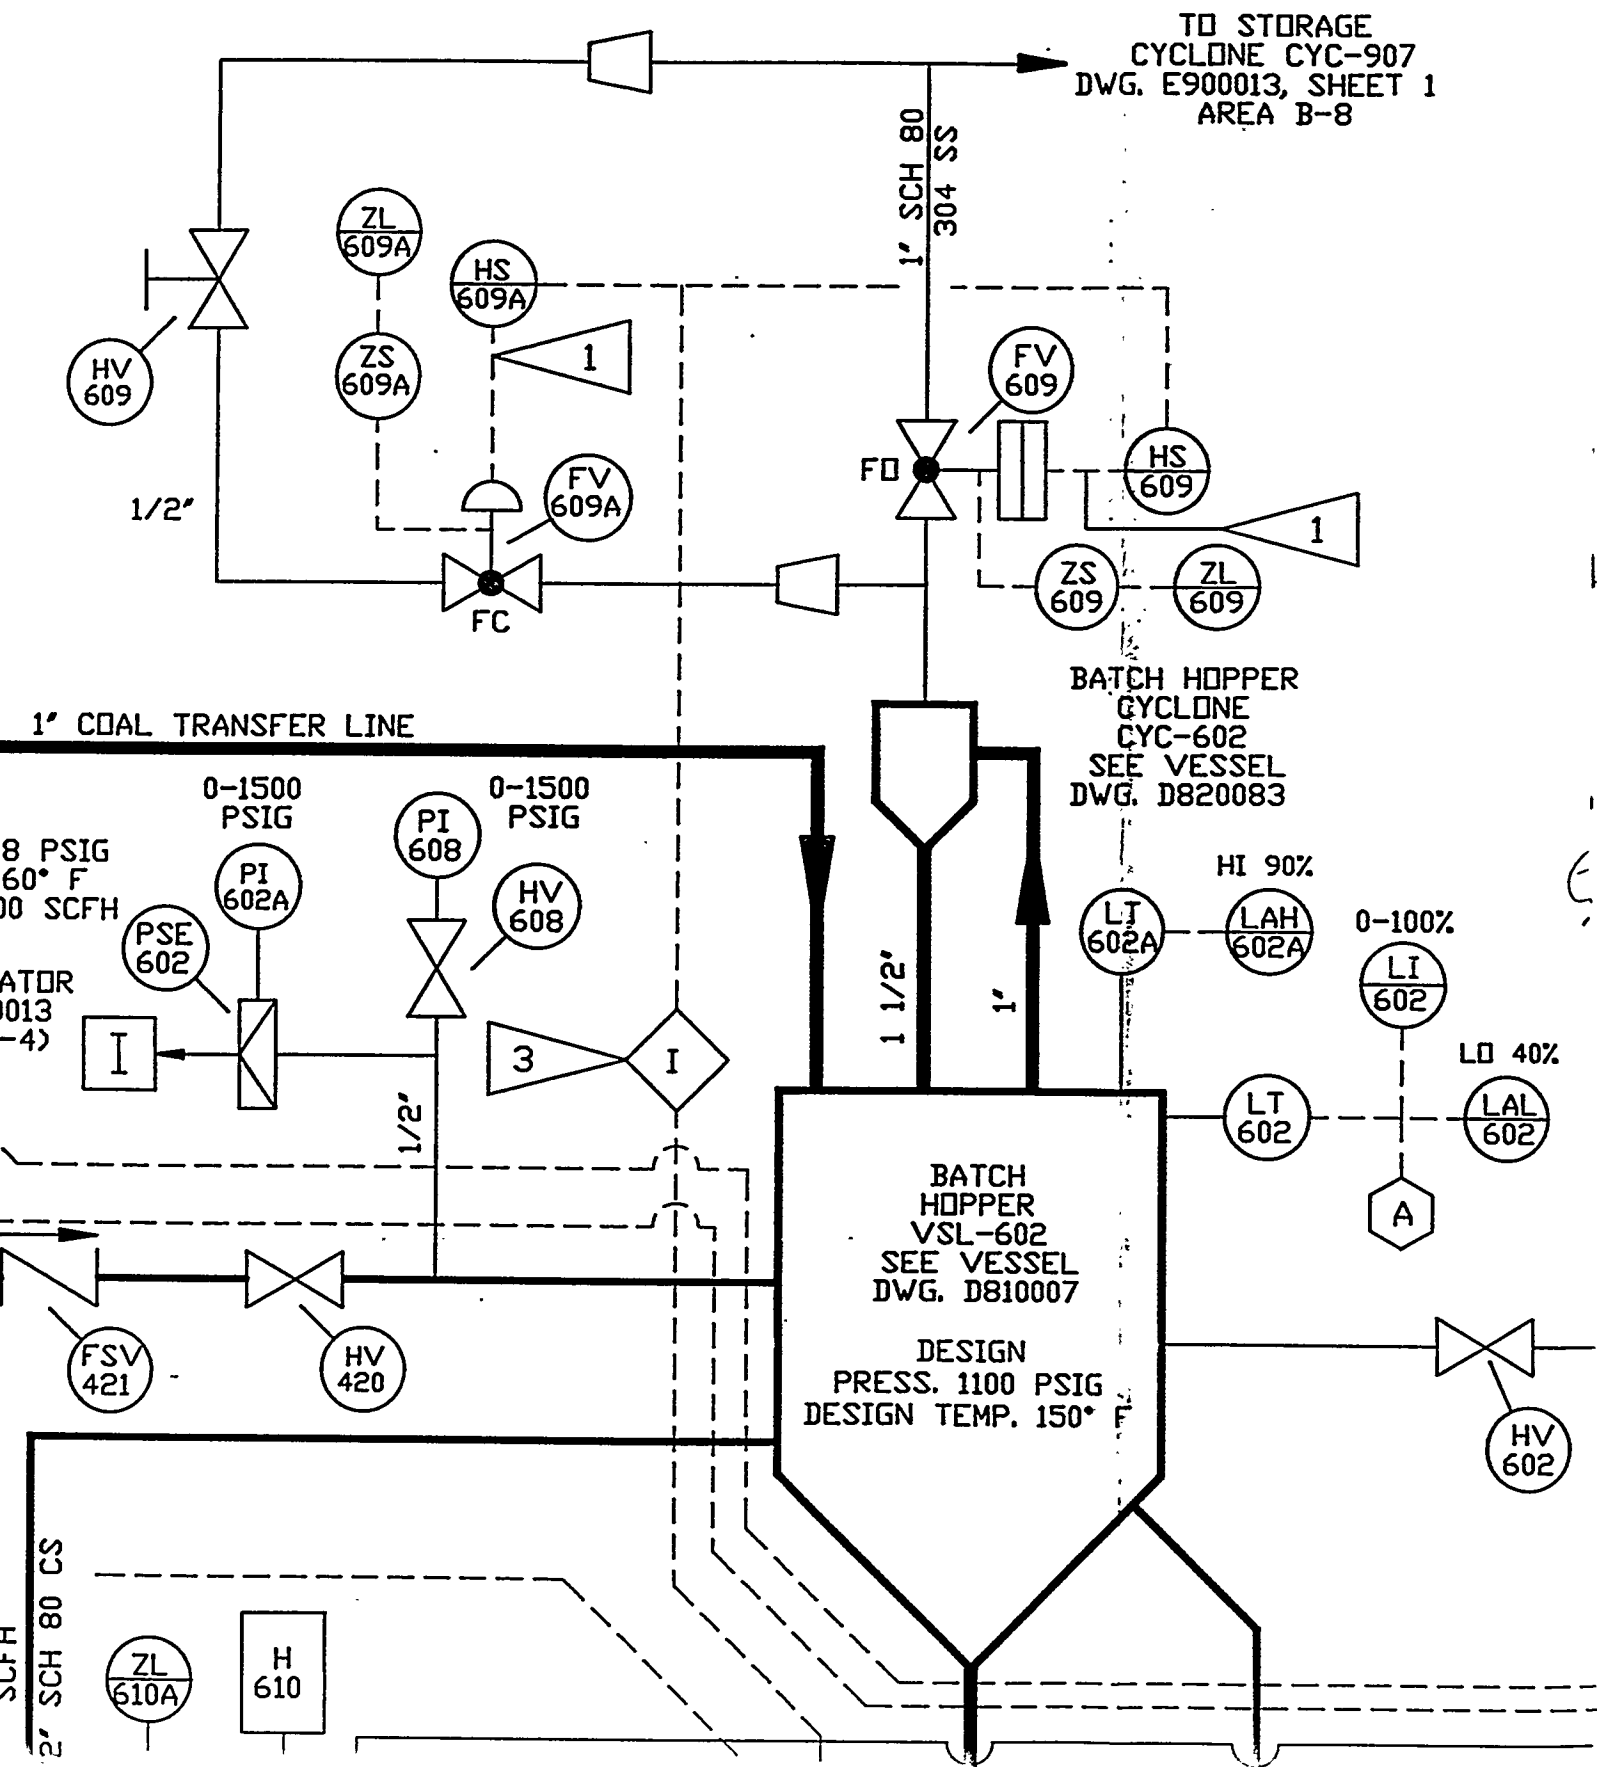 TO STORAGE
CYCLONE CYC-907
DWG. E900013, SHEET 1
AREA B-8
1" SCH 80
304 SS
ZL
609A
HS
609A
ZS
609A
1
HV
609
FV
609
FO
HS
609
1
FV
609A
1/2"
FC
ZS
609
ZL
609
BATCH HOPPER
CYCLONE
CYC-602
SEE VESSEL
DWG. D820083
1" COAL TRANSFER LINE
0-1500
PSIG
0-1500
PSIG
PI
608
8 PSIG
60° F
00 SCFH
PI
602A
HV
608
PSE
602
HI 90%
LT
602A
LAH
602A
0-100%
LI
602
ATOR
0013
-4)
I
3
I
1 1/2"
1"
1/2"
LO 40%
LT
602
LAL
602
A
BATCH
HOPPER
VSL-602
SEE VESSEL
DWG. D810007
DESIGN
PRESS. 1100 PSIG
DESIGN TEMP. 150° F
FSV
421
HV
420
HV
602
SCFH
2" SCH 80 CS
ZL
610A
H
610